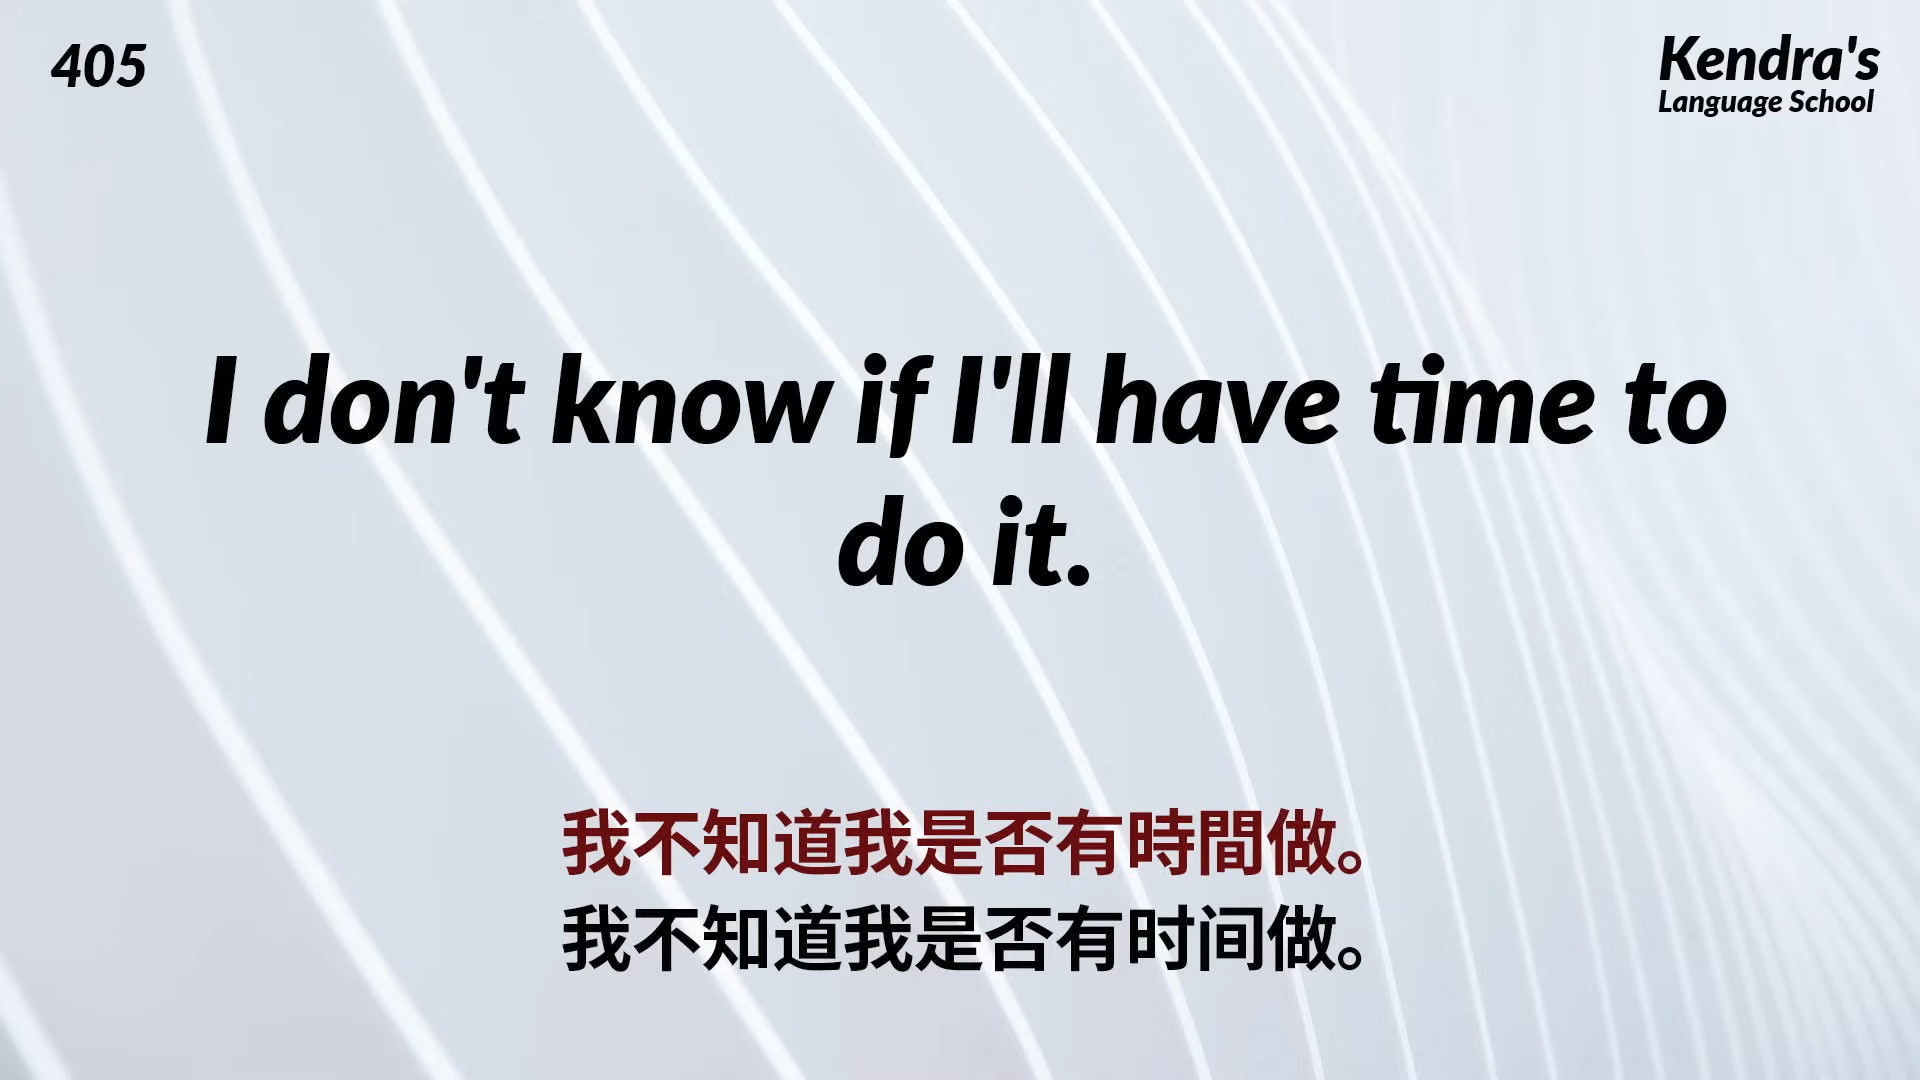 405
Kendra's
Language School
I don't know if I'll have time to
do it.
我不知道我是否有時間做。
我不知道我是否有时间做。